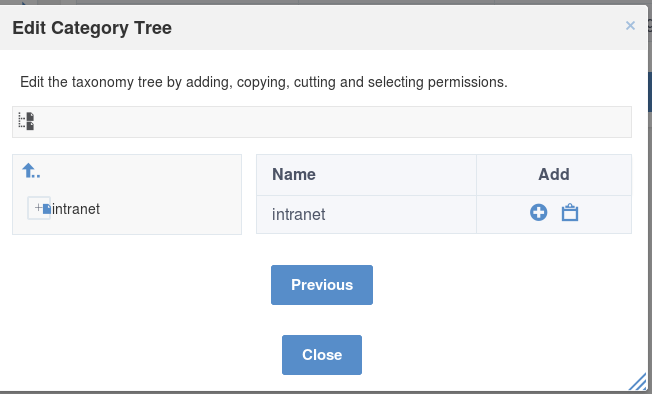 Edit Category Tree
×
Edit the taxonomy tree by adding, copying, cutting and selecting permissions.
..
intranet
Name Add
intranet
Previous
Close